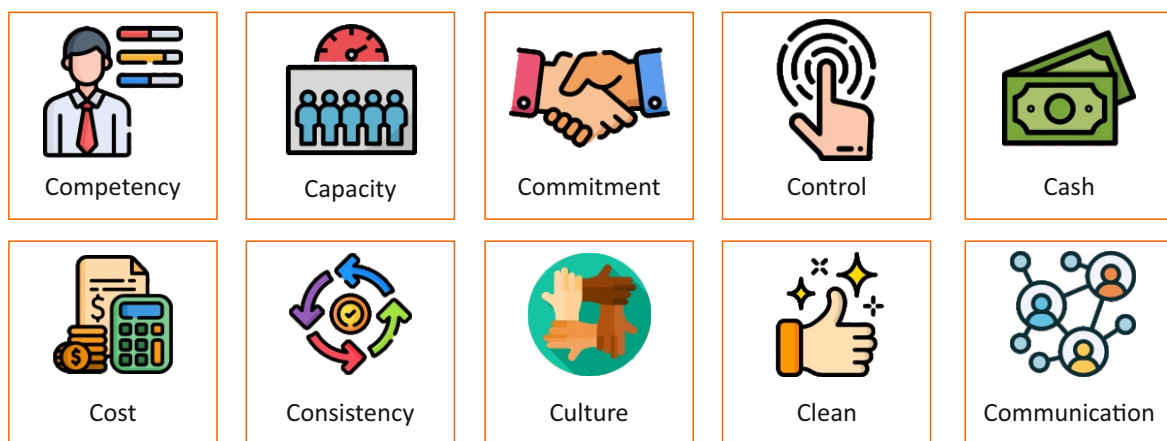 Competency
Capacity
Commitment
Control
Cash
$
$
Cost
Consistency
Culture
Clean
Communication